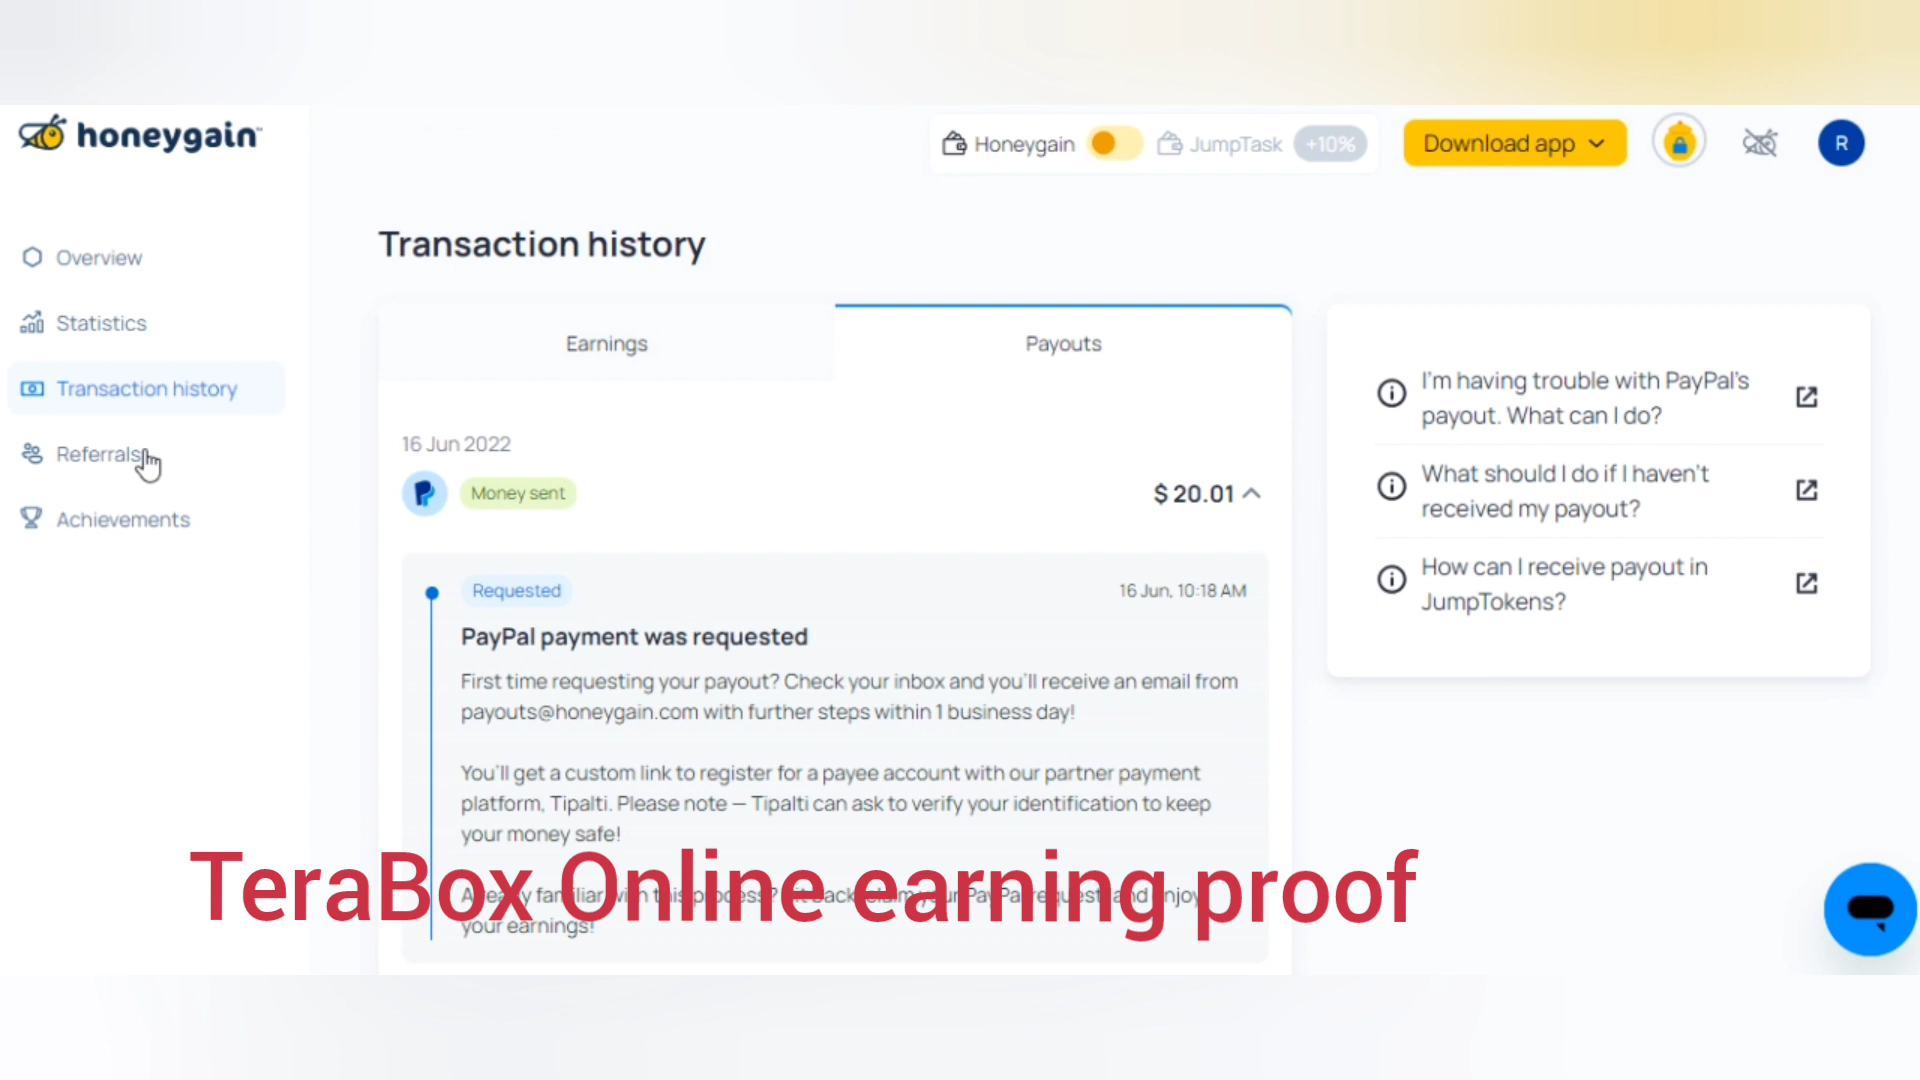 honeygain
Honeygain
JumpTask
+10%
Download app
R
Overview
Statistics
Transaction history
Referrals
Achievements
Transaction history
Earnings
Payouts
16 Jun 2022
Money sent
$ 20.01
Requested
16 Jun, 10:18 AM
PayPal payment was requested
First time requesting your payout? Check your inbox and you'll receive an email from
payouts@honeygain.com with further steps within 1 business day!
You'll get a custom link to register for a payee account with our partner payment
platform, Tipalti. Please note – Tipalti can ask to verify your identification to keep
your money safe!
familiar with this process?
your earnings!
TeraBox Online earning proof
I'm having trouble with PayPal's
payout. What can I do?
What should I do if I haven't
received my payout?
How can I receive payout in
JumpTokens?